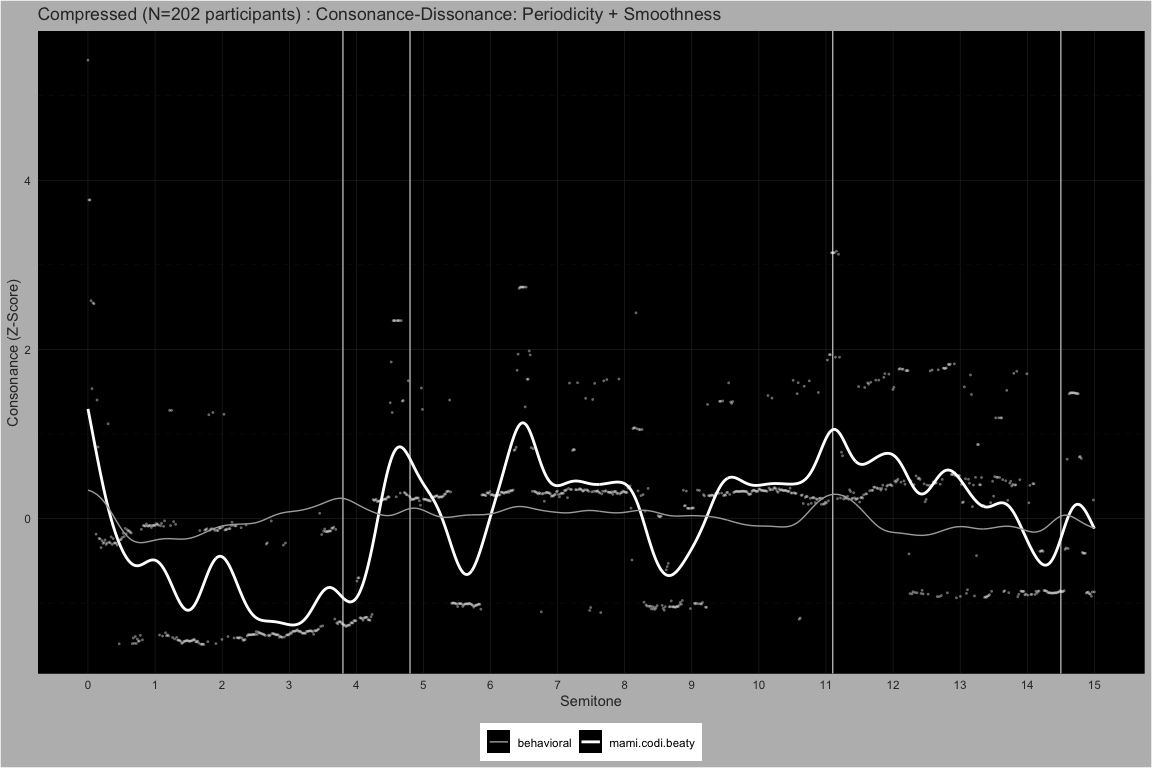 Compressed (N=202 participants) : Consonance-Dissonance: Periodicity + Smoothness
Consonance (Z-Score)
4
2
0
0 1 2 3 4 5 6 7 8 9 10 11 12 13 14 15
Semitone
behavioral mami.codi.beaty